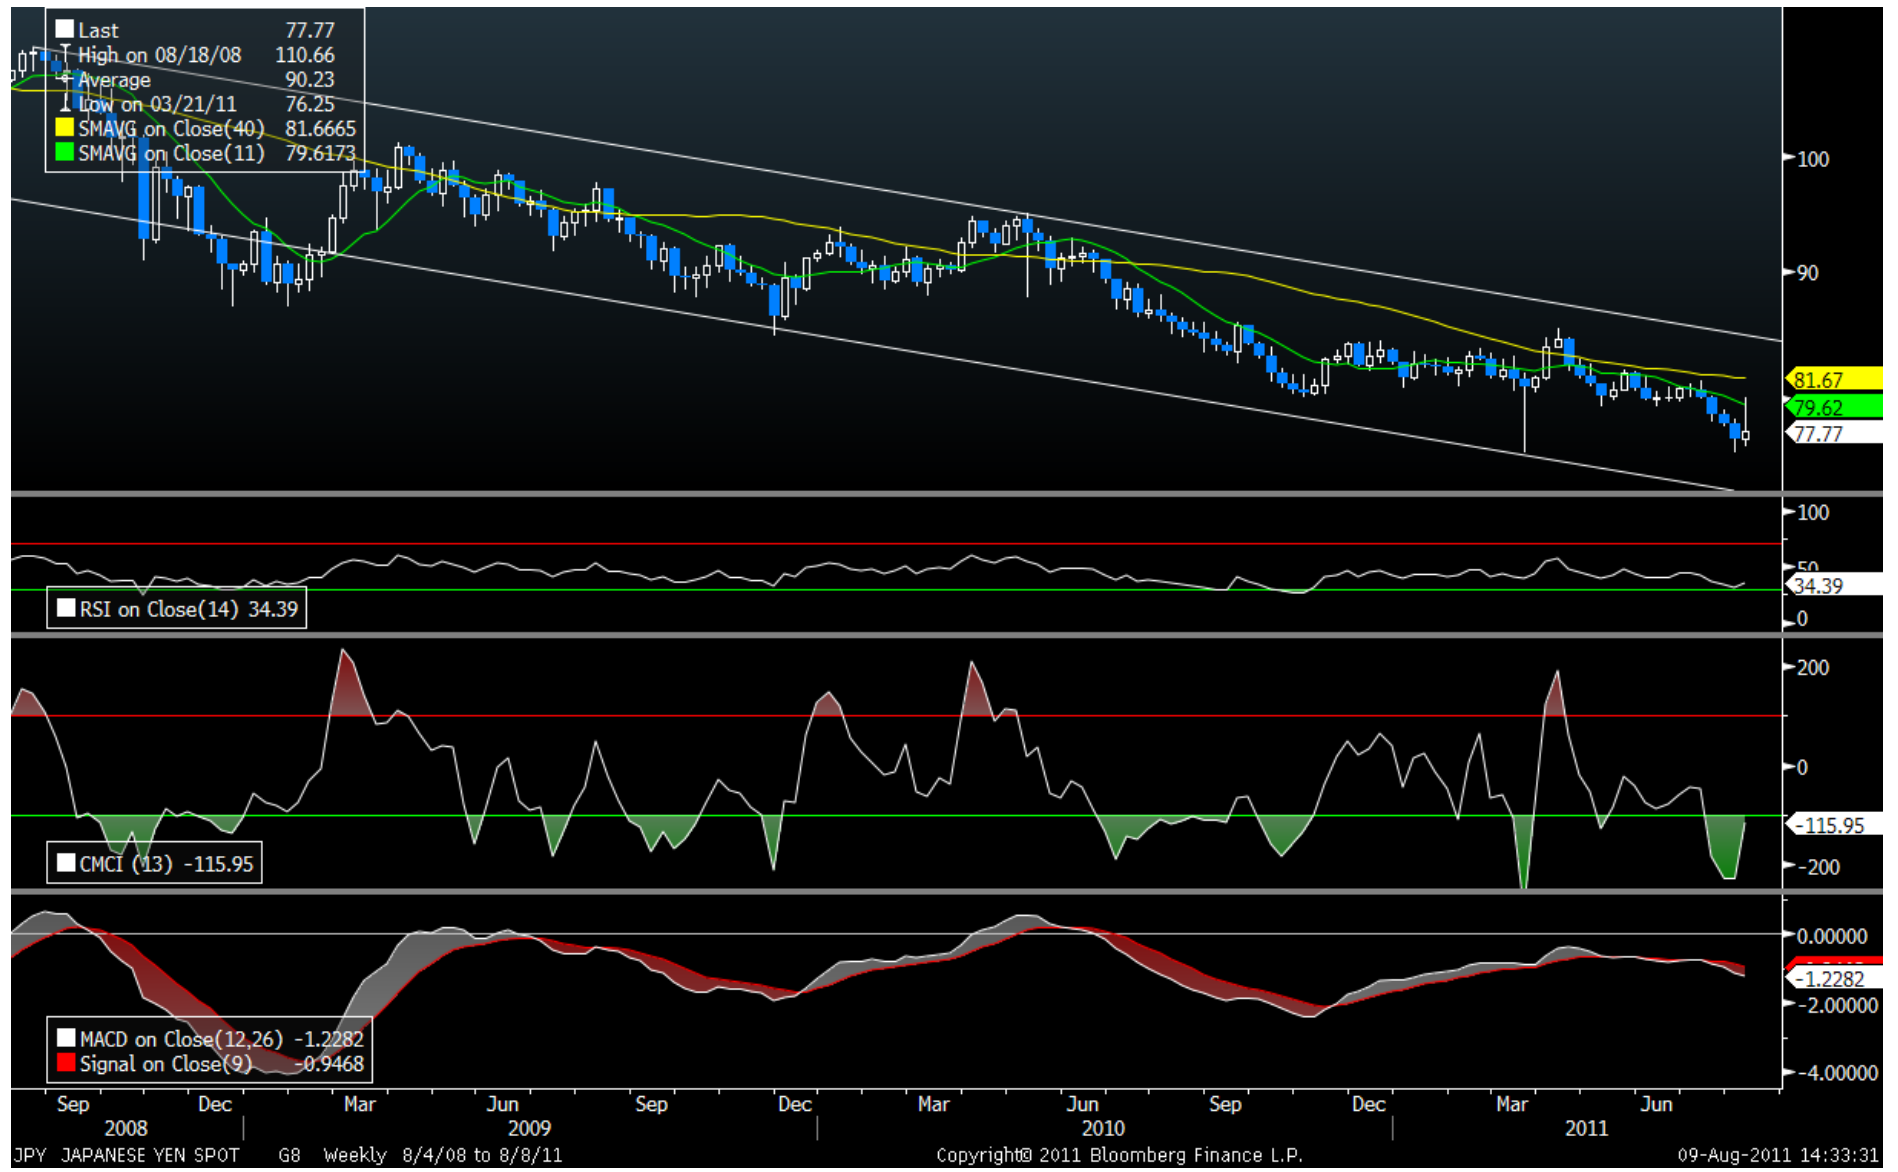 Last 77.77
High on 08/18/08 110.66
Average 90.23
Low on 03/21/11 76.25
SMAVG on Close(40) 81.6665
SMAVG on Close(11) 79.6173
100
90
81.67
79.62
77.77
100
50
34.39
0
RSI on Close(14) 34.39
200
0
-115.95
-200
CMCI (13) -115.95
0.00000
-1.2282
-2.00000
-4.00000
MACD on Close(12,26) -1.2282
Signal on Close(9) -0.9468
Sep Dec Mar Jun Sep Dec Mar Jun Sep Dec Mar Jun
2008 2009 2010 2011
JPY JAPANESE YEN SPOT G8 Weekly 8/4/08 to 8/8/11 Copyright© 2011 Bloomberg Finance L.P. 09-Aug-2011 14:33:31